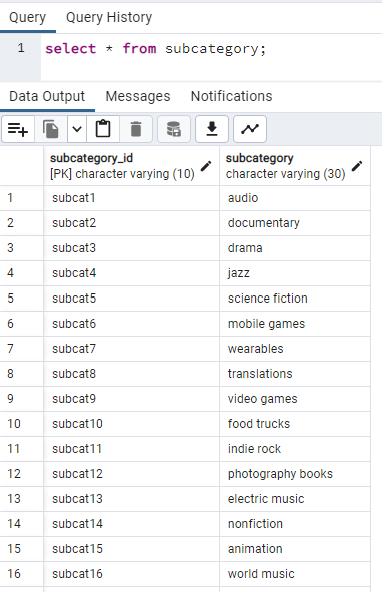 Query Query History
1 select * from subcategory;
Data Output Messages Notifications
subcategory_id subcategory
[PK] character varying (10) character varying (30)
1 subcat1 audio
2 subcat2 documentary
3 subcat3 drama
4 subcat4 jazz
5 subcat5 science fiction
6 subcat6 mobile games
7 subcat7 wearables
8 subcat8 translations
9 subcat9 video games
10 subcat10 food trucks
11 subcat11 indie rock
12 subcat12 photography books
13 subcat13 electric music
14 subcat14 nonfiction
15 subcat15 animation
16 subcat16 world music